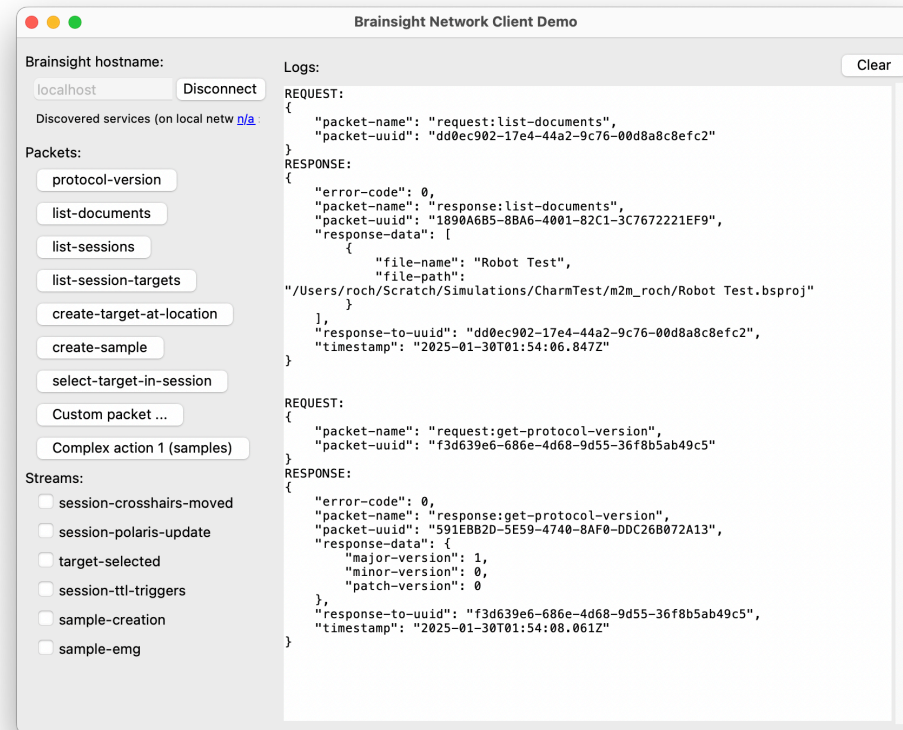 Brainsight Network Client Demo
Brainsight hostname:
localhost
Disconnect
Discovered services (on local netw n/a :
Packets:
protocol-version
list-documents
list-sessions
list-session-targets
create-target-at-location
create-sample
select-target-in-session
Custom packet ...
Complex action 1 (samples)
Streams:
session-crosshairs-moved
session-polaris-update
target-selected
session-ttl-triggers
sample-creation
sample-emg
Logs:
Clear
REQUEST:
{
    "packet-name": "request:list-documents",
    "packet-uuid": "dd0ec902-17e4-44a2-9c76-00d8a8c8efc2"
}
RESPONSE:
{
    "error-code": 0,
    "packet-name": "response:list-documents",
    "packet-uuid": "1890A6B5-8BA6-4001-82C1-3C7672221EF9",
    "response-data": [
        {
            "file-name": "Robot Test",
            "file-path":
"/Users/roch/Scratch/Simulations/CharmTest/m2m_roch/Robot Test.bsproj"
        }
    ],
    "response-to-uuid": "dd0ec902-17e4-44a2-9c76-00d8a8c8efc2",
    "timestamp": "2025-01-30T01:54:06.847Z"
}
REQUEST:
{
    "packet-name": "request:get-protocol-version",
    "packet-uuid": "f3d639e6-686e-4d68-9d55-36f8b5ab49c5"
}
RESPONSE:
{
    "error-code": 0,
    "packet-name": "response:get-protocol-version",
    "packet-uuid": "591EBB2D-5E59-4740-8AF0-DDC26B072A13",
    "response-data": {
        "major-version": 1,
        "minor-version": 0,
        "patch-version": 0
    },
    "response-to-uuid": "f3d639e6-686e-4d68-9d55-36f8b5ab49c5",
    "timestamp": "2025-01-30T01:54:08.061Z"
}